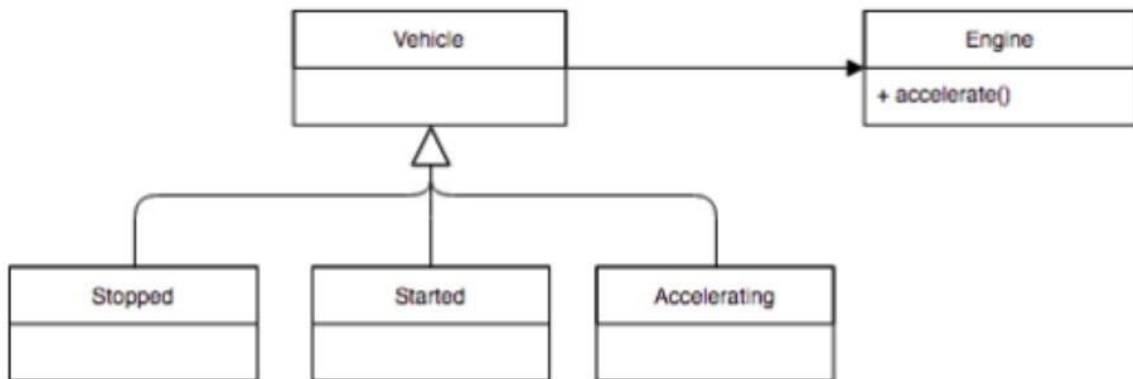 Vehicle
Engine
+ accelerate()
Stopped
Started
Accelerating